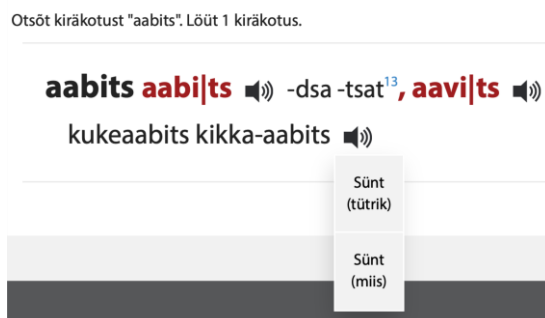 Otsõt kiräkotust "aabits". Löüt 1 kiräkotus.
aabits aabi|ts -dsa -tsat13, aavi|ts
kukeaabits kikka-aabits
Sünt
(tütrik)
Sünt
(miis)